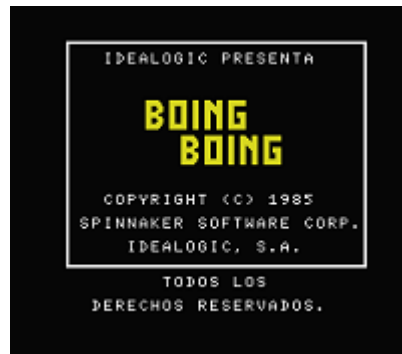 IDEALOGIC PRESENTA
BOING
BOING
COPYRIGHT (C) 1985
SPINNAKER SOFTWARE CORP.
IDEALOGIC, S.A.
TODOS LOS
DERECHOS RESERVADOS.